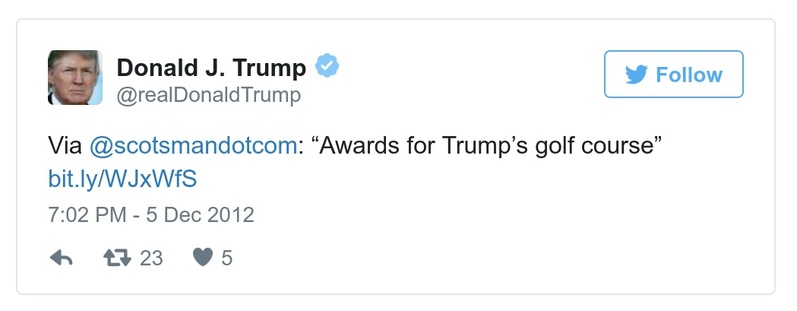 Donald J. Trump
@realDonaldTrump
Follow
Via @scotsmandotcom: “Awards for Trump’s golf course”
bit.ly/WJxWfS
7:02 PM - 5 Dec 2012
23 5